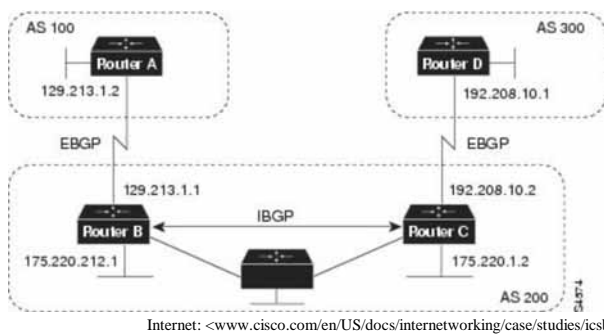 AS 100
AS 300
Router A
Router D
129.213.1.2
192.208.10.1
EBGP
EBGP
129.213.1.1
192.208.10.2
IBGP
Router B
Router C
175.220.212.1
175.220.1.2
AS 200
S4874
Internet: <www.cisco.com/en/US/docs/internetworking/case/studies/icsb